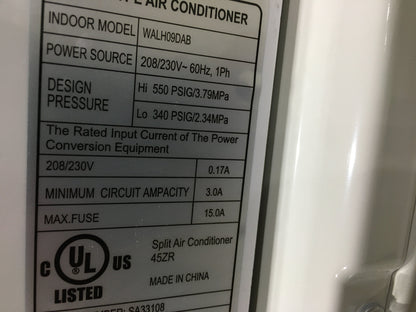 AIR CONDITIONER
INDOOR MODEL WALH09DAB
POWER SOURCE 208/230V~ 60Hz, 1Ph
DESIGN PRESSURE Hi 550 PSIG/3.79MPa
Lo 340 PSIG/2.34MPa
The Rated Input Current of The Power
Conversion Equipment
208/230V 0.17A
MINIMUM CIRCUIT AMPACITY 3.0A
MAX.FUSE 15.0A
C UL US
LISTED
Split Air Conditioner
45ZR
MADE IN CHINA
SA33108